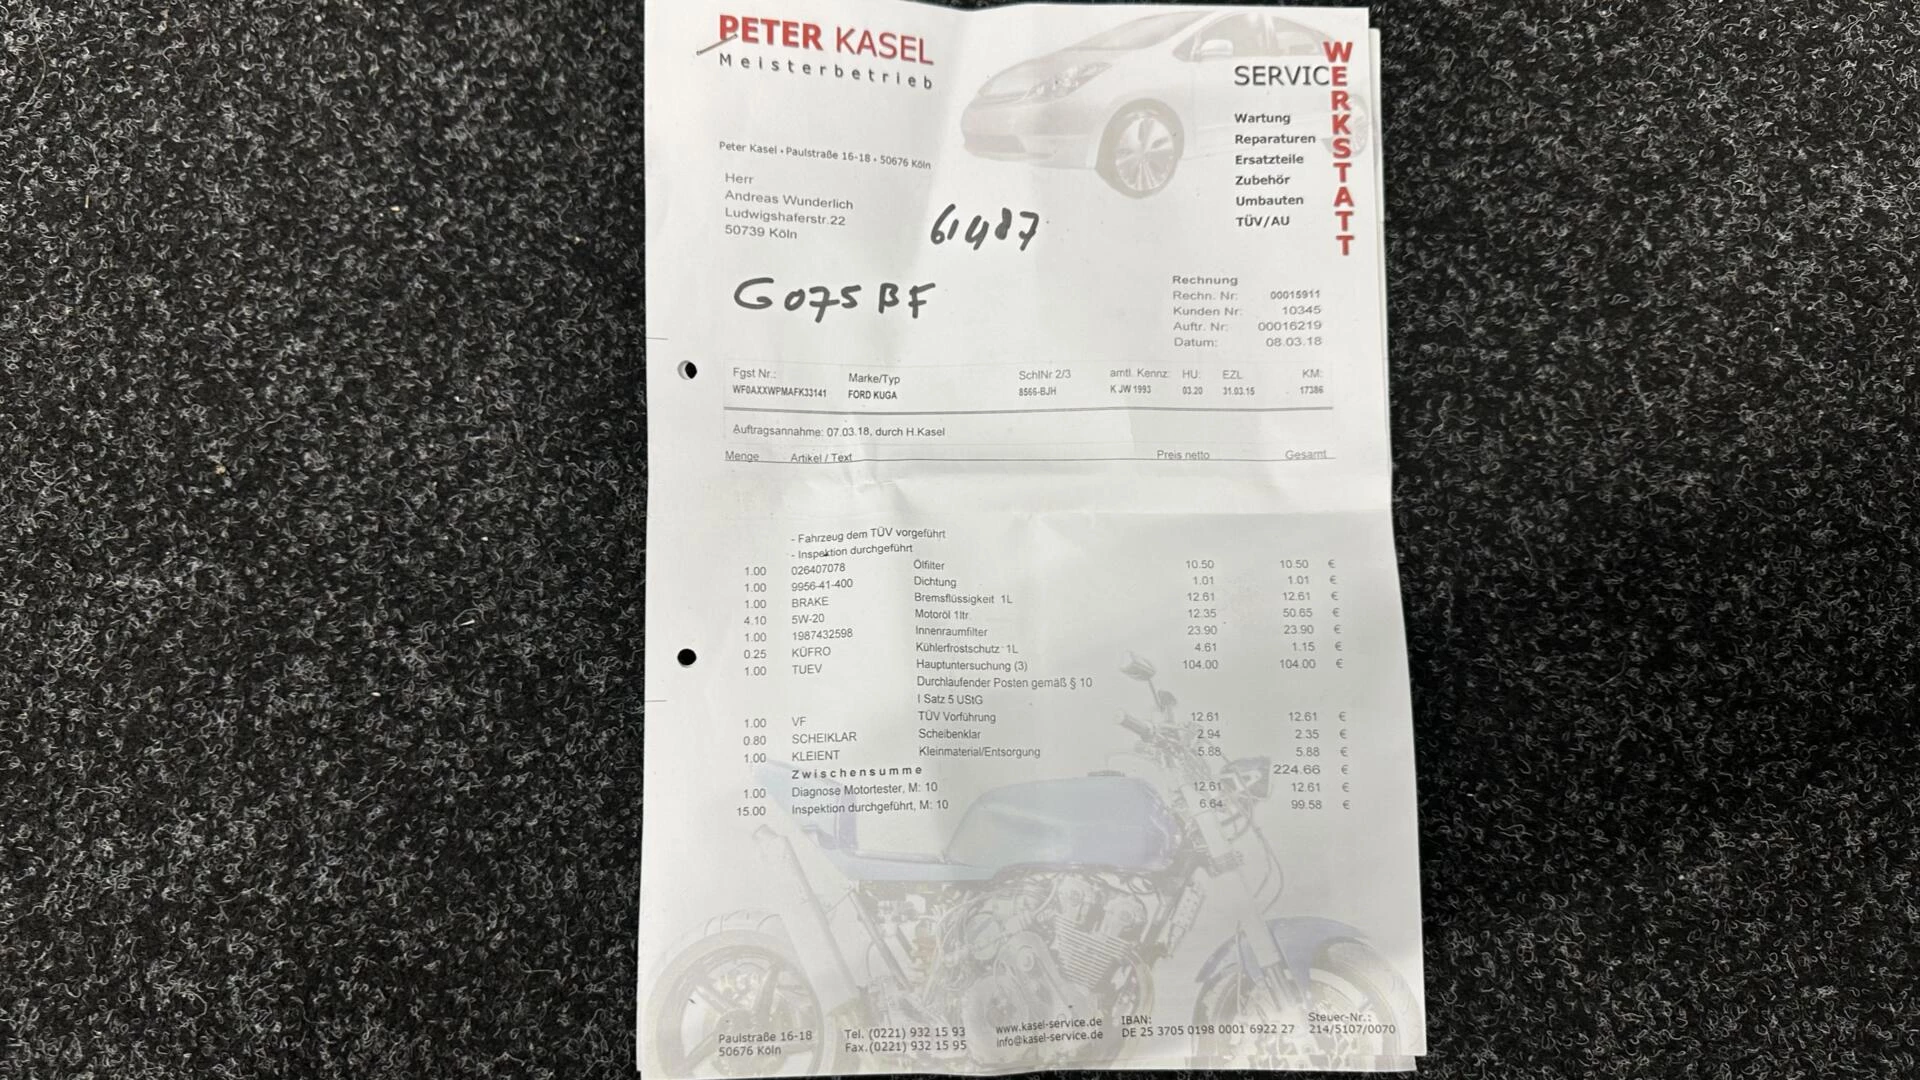 PETER KASEL
Meisterbetrieb
SERVICE
WERKSTATT
Wartung
Reparaturen
Ersatzteile
Zubehör
Umbauten
TÜV/AU
Peter Kasel • Paulstraße 16-18 • 50676 Köln
Herr
Andreas Wunderlich
Ludwigshaferstr.22
50739 Köln
61487
G075BF
Rechnung
Rechn. Nr: 00015911
Kunden Nr: 10345
Auftr. Nr: 00016219
Datum: 08.03.18
Fgst Nr.: Marke/Typ SchlNr 2/3 amtl. Kennz: HU: EZL KM:
WF0AXXWPMAFK33141 FORD KUGA 8566-BJH K JW 1993 03.20 31.03.15 17386
Auftragsannahme: 07.03.18, durch H.Kasel
Menge Artikel / Text Preis netto Gesamt
- Fahrzeug dem TÜV vorgeführt
- Inspektion durchgeführt
1.00 026407078 Ölfilter 10.50 10.50 €
1.00 9956-41-400 Dichtung 1.01 1.01 €
1.00 BRAKE Bremsflüssigkeit 1L 12.61 12.61 €
4.10 5W-20 Motoröl 1ltr 12.35 50.65 €
1.00 1987432598 Innenraumfilter 23.90 23.90 €
0.25 KÜFRO Kühlerfrostschutz 1L 4.61 1.15 €
1.00 TUEV Hauptuntersuchung (3) 104.00 104.00 €
Durchlaufender Posten gemäß § 10
I Satz 5 UStG
1.00 VF TÜV Vorführung 12.61 12.61 €
0.80 SCHEIKLAR Scheibenklar 2.94 2.35 €
1.00 KLEIENT Kleinmaterial/Entsorgung 5.88 5.88 €
Zwischensumme 224.66 €
1.00 Diagnose Motortester, M: 10 12.61 12.61 €
15.00 Inspektion durchgeführt, M: 10 6.64 99.58 €
Paulstraße 16-18 Tel. (0221) 932 15 93 www.kasel-service.de IBAN: Steuer-Nr.:
50676 Köln Fax.(0221) 932 15 95 info@kasel-service.de DE 25 3705 0198 0001 6922 27 214/5107/0070